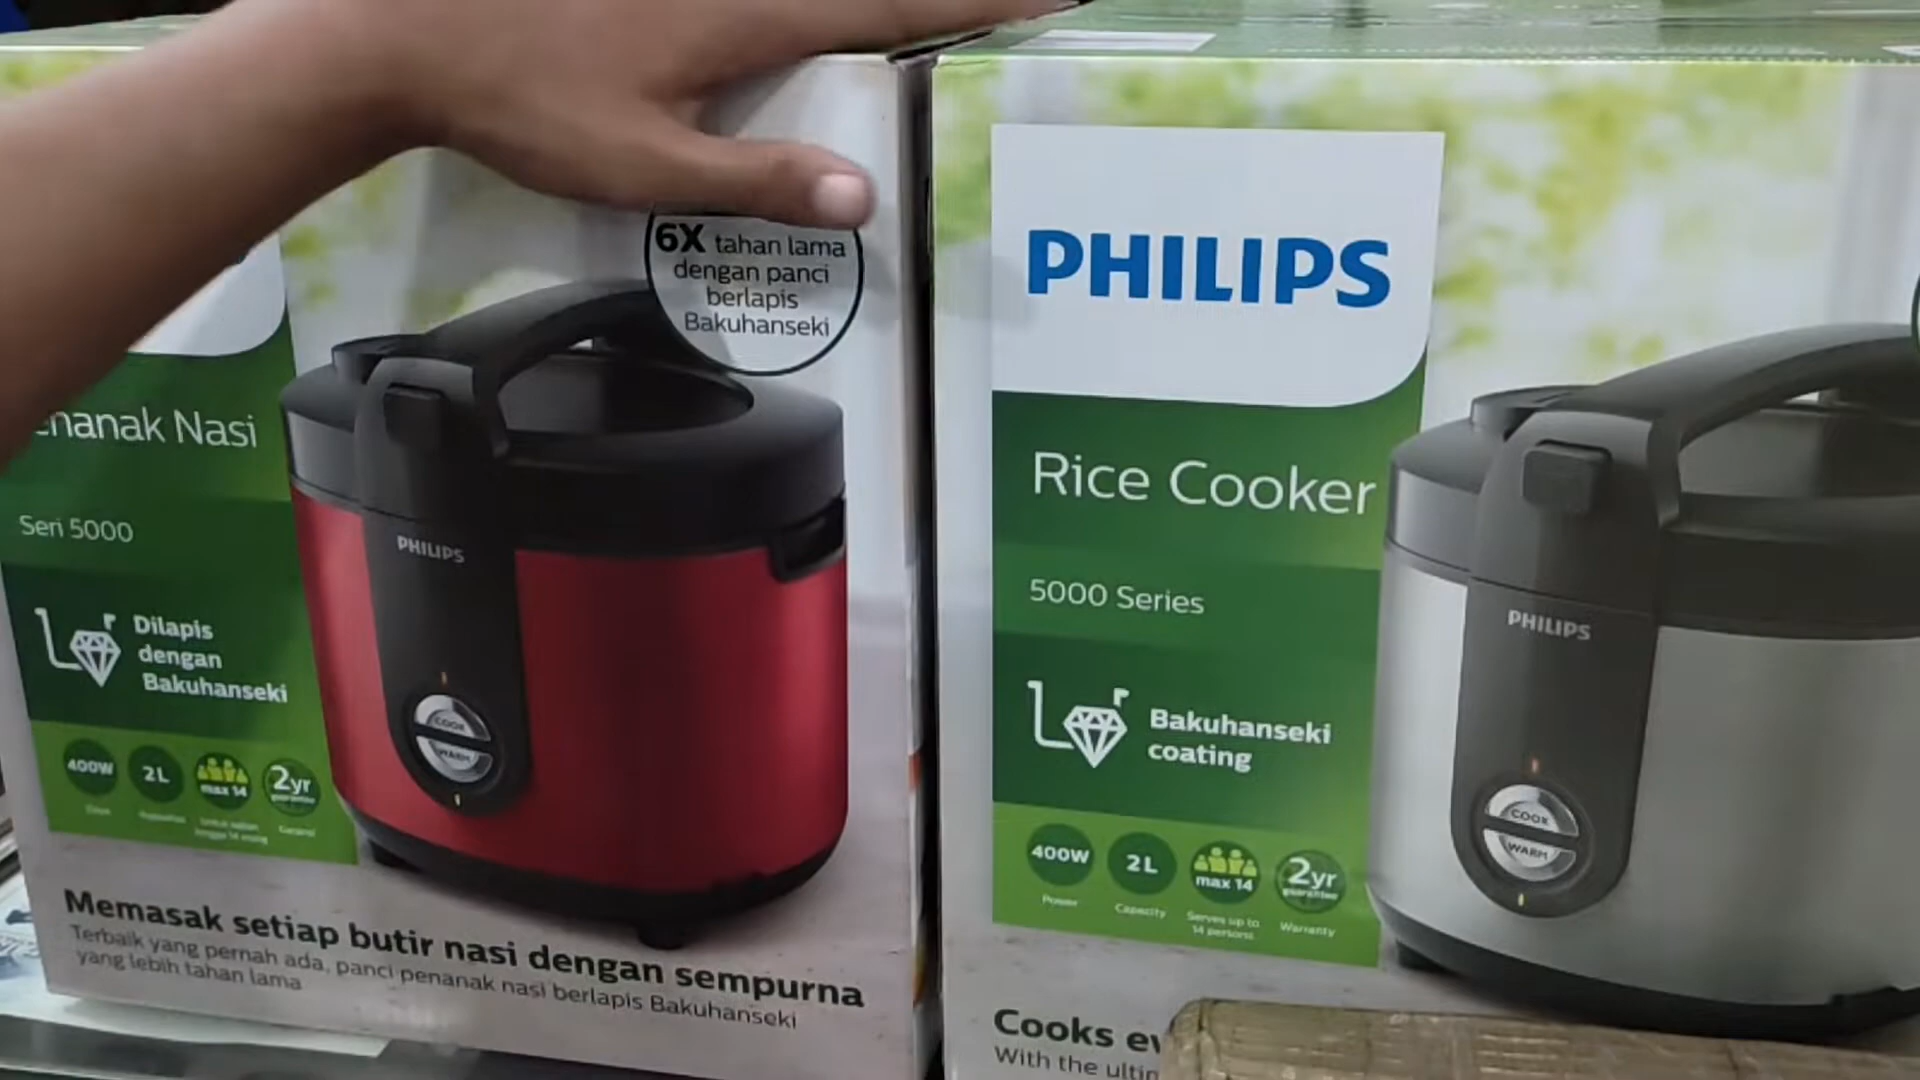 6X tahan lama
dengan panci
berlapis
Bakuhanseki
Nasi
Seri 5000
PHILIPS
Dilapis
dengan
Bakuhanseki
COOK
WARM
400W
2L
max 14
2yr
guarantee
Memasak setiap butir nasi dengan sempurna
Terbaik yang pernah ada, panci penanak nasi berlapis Bakuhanseki
yang lebih tahan lama
PHILIPS
Rice Cooker
5000 Series
Bakuhanseki
coating
400W
Power
2L
Capacity
max 14
Serves up to
14 persons
2yr
guarantee
Warranty
PHILIPS
COOK
WARM
Cooks
With the